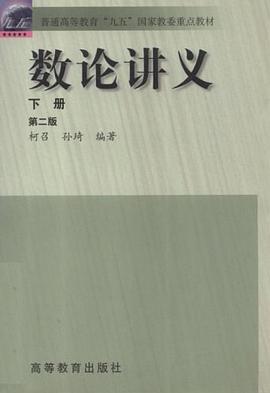 九五
普通高等教育“九五”国家教委重点教材
数论讲义
下册
第二版
柯召 孙琦 编著
高等教育出版社